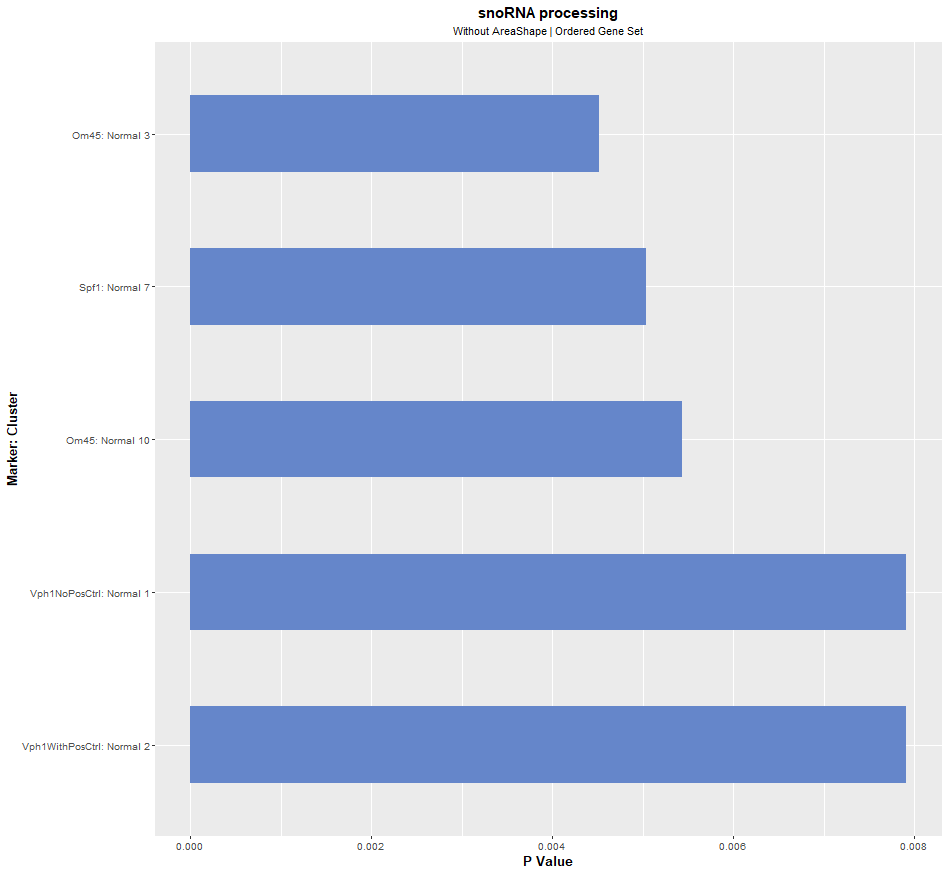 snoRNA processing
Without AreaShape | Ordered Gene Set
Marker: Cluster
Om45: Normal 3
Spf1: Normal 7
Om45: Normal 10
Vph1NoPosCtrl: Normal 1
Vph1WithPosCtrl: Normal 2
0.000 0.002 0.004 0.006 0.008
P Value